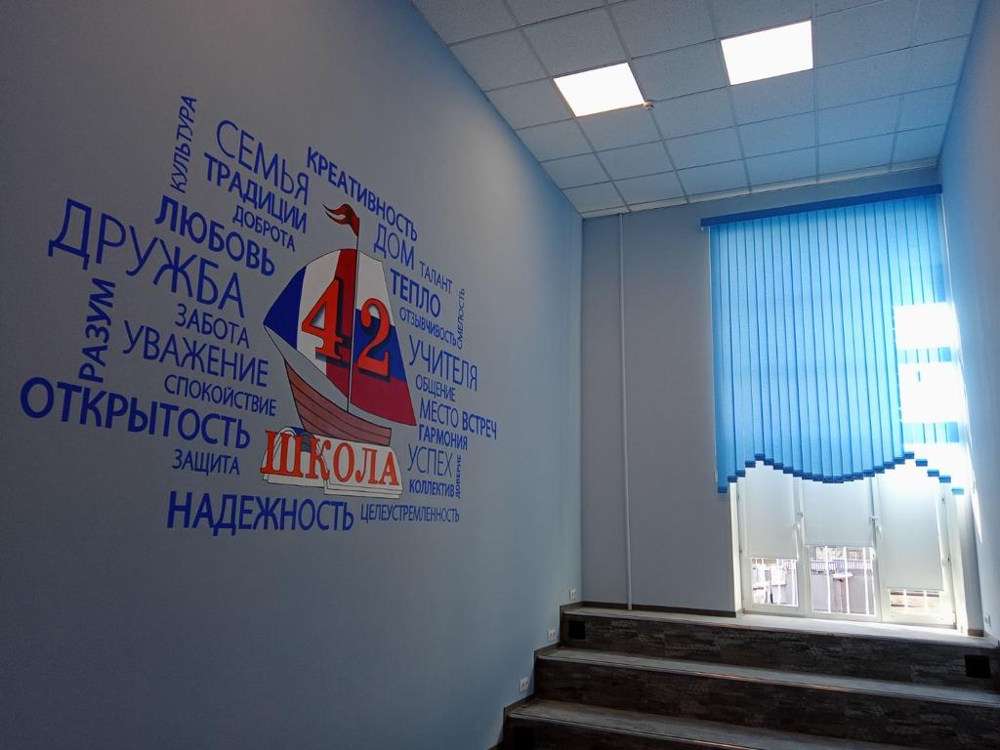 КУЛЬТУРА
СЕМЬЯ
ТРАДИЦИИ
ДОБРОТА
ЛЮБОВЬ
ДРУЖБА
РАЗУМ
ЗАБОТА
УВАЖЕНИЕ
СПОКОЙСТВИЕ
ОТКРЫТОСТЬ
ЗАЩИТА
НАДЕЖНОСТЬ
КРЕАТИВНОСТЬ
ДОМ
ТАЛАНТ
ТЕПЛО
ОТЗЫВЧИВОСТЬ
СМЕЛОСТЬ
УЧИТЕЛЯ
ОБЩЕНИЕ
МЕСТО ВСТРЕЧ
ГАРМОНИЯ
УСПЕХ
КОЛЛЕКТИВ
ДОВЕРИЕ
ЦЕЛЕУСТРЕМЛЕННОСТЬ
42
ШКОЛА